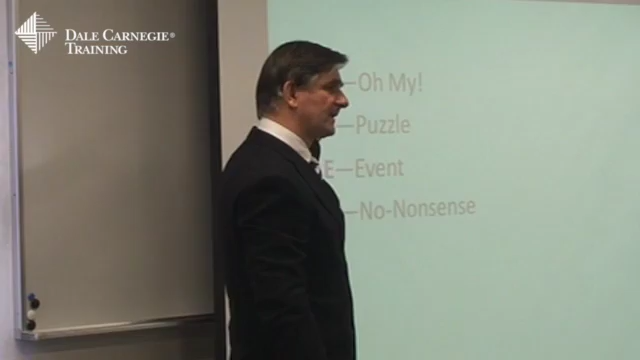 DALE CARNEGIE®
TRAINING
—Oh My!
—Puzzle
E—Event
—No-Nonsense